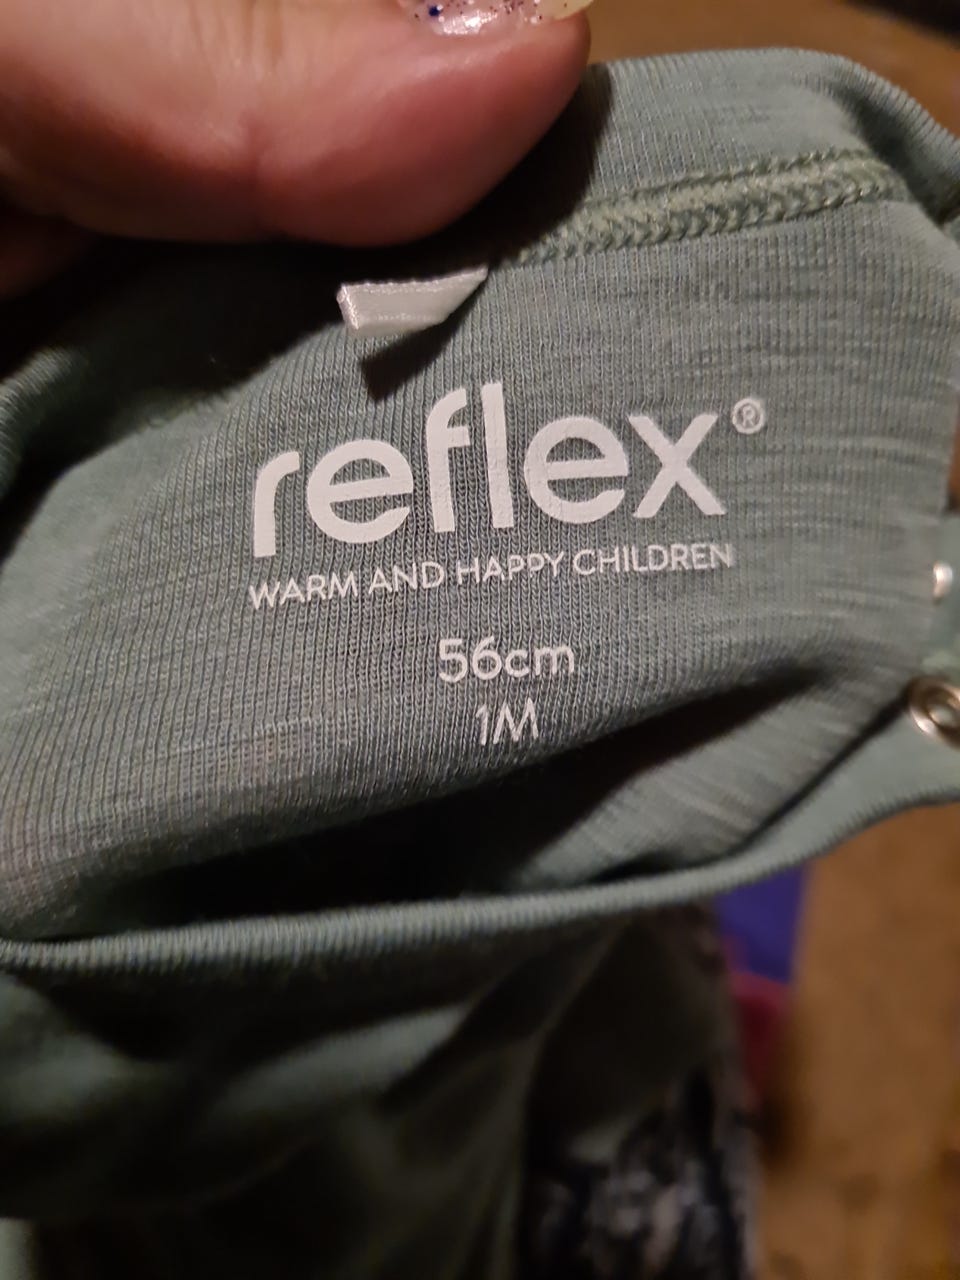 reflex®
WARM AND HAPPY CHILDREN
56cm
1M